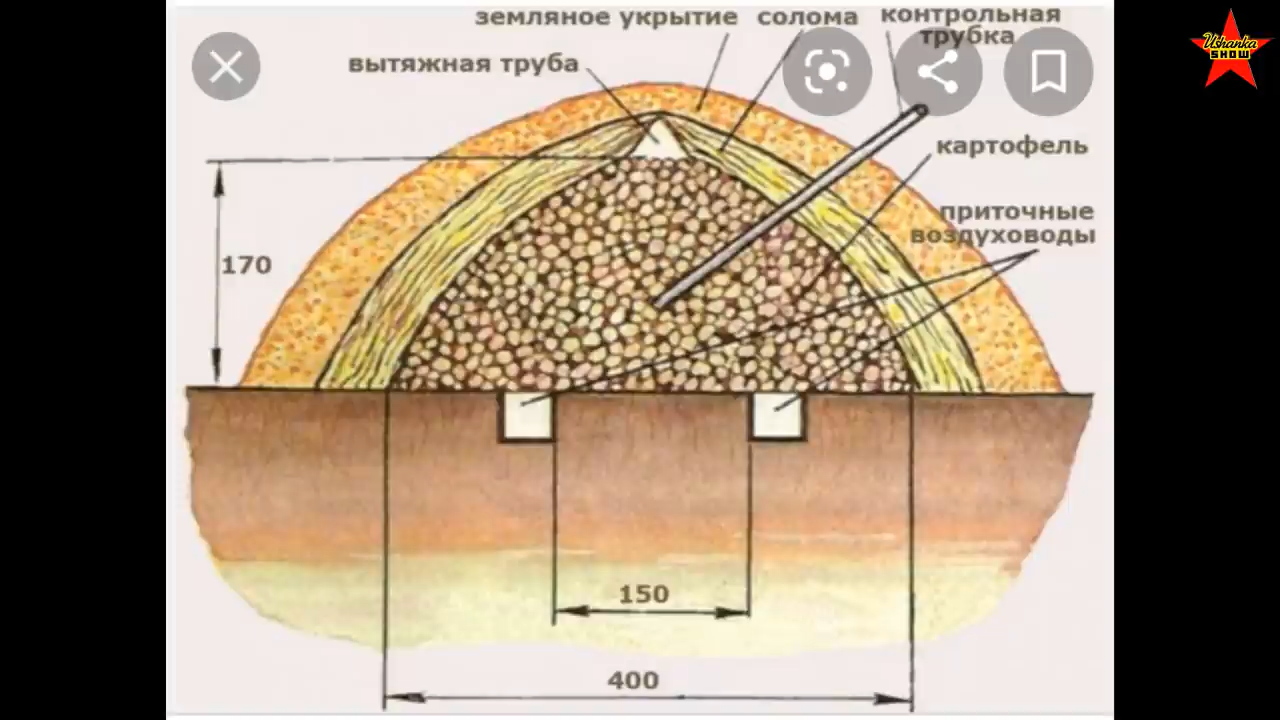 земляное укрытие
солома
контрольная
трубка
вытяжная труба
картофель
приточные
воздуховоды
170
150
400
Ushanka
SHOW